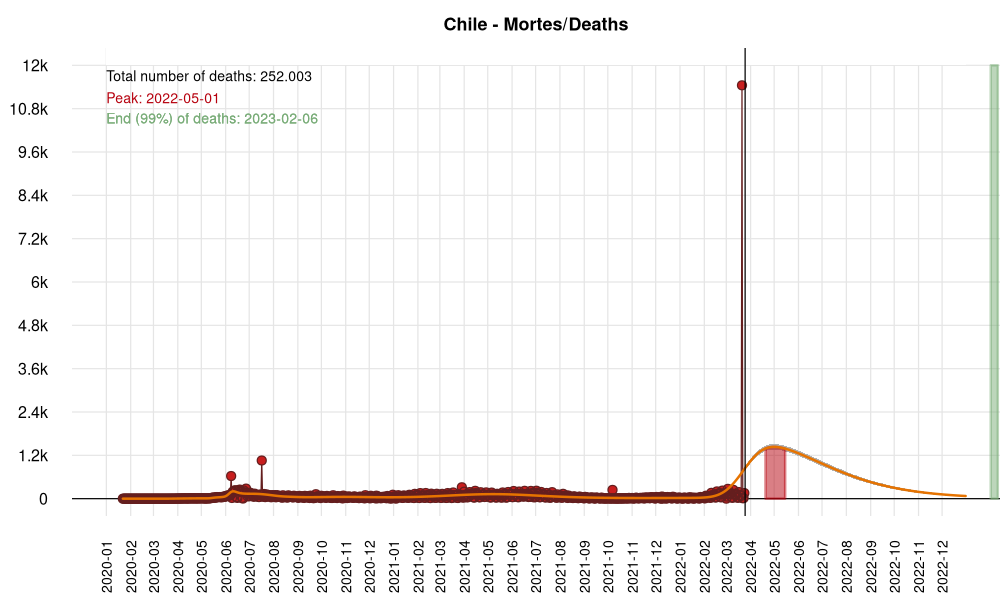 Chile - Mortes/Deaths
Total number of deaths: 252.003
Peak: 2022-05-01
End (99%) of deaths: 2023-02-06
12k
10.8k
9.6k
8.4k
7.2k
6k
4.8k
3.6k
2.4k
1.2k
0
2020-01
2020-02
2020-03
2020-04
2020-05
2020-06
2020-07
2020-08
2020-09
2020-10
2020-11
2020-12
2021-01
2021-02
2021-03
2021-04
2021-05
2021-06
2021-07
2021-08
2021-09
2021-10
2021-11
2021-12
2022-01
2022-02
2022-03
2022-04
2022-05
2022-06
2022-07
2022-08
2022-09
2022-10
2022-11
2022-12